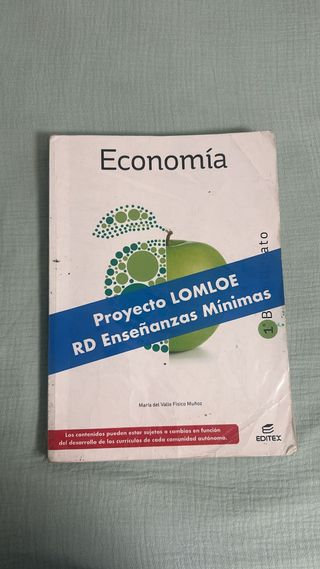 Economía
Proyecto LOMLOE
RD Enseñanzas Mínimas
1
María del Valle Físico Muñoz
Los contenidos pueden estar sujetos a cambios en función
del desarrollo de los currículos de cada comunidad autónoma.
EDITEX